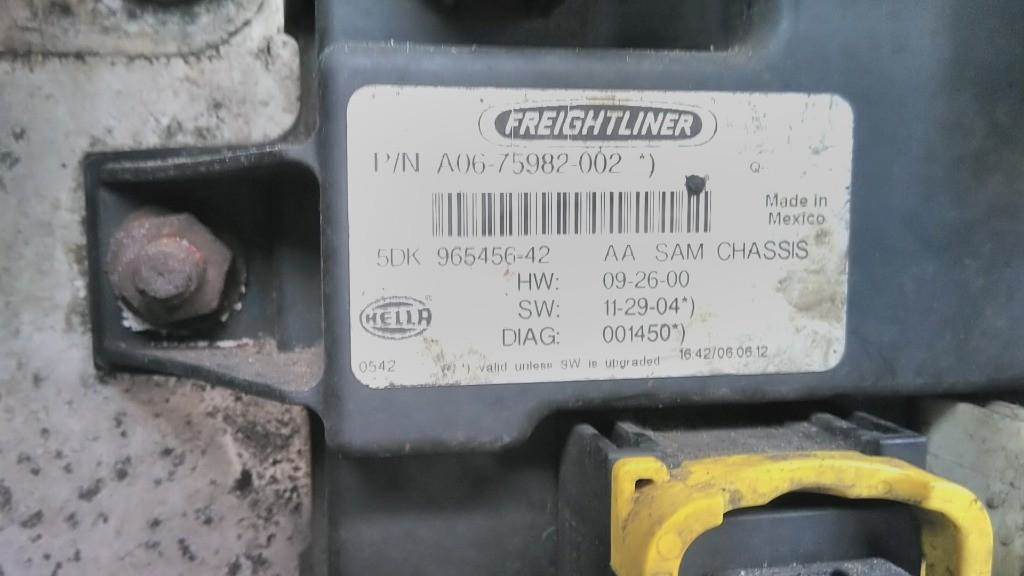 FREIGHTLINER
P/N A06-75982-002 *)
Q-
Made in
Mexico
5DK 965456-42 AA SAM CHASSIS
HW: 09-26-00
SW: 11-29-04*)
DIAG: 001450*)
HELLA
0542 *) valid unless SW is upgraded 16:42/06.06.12